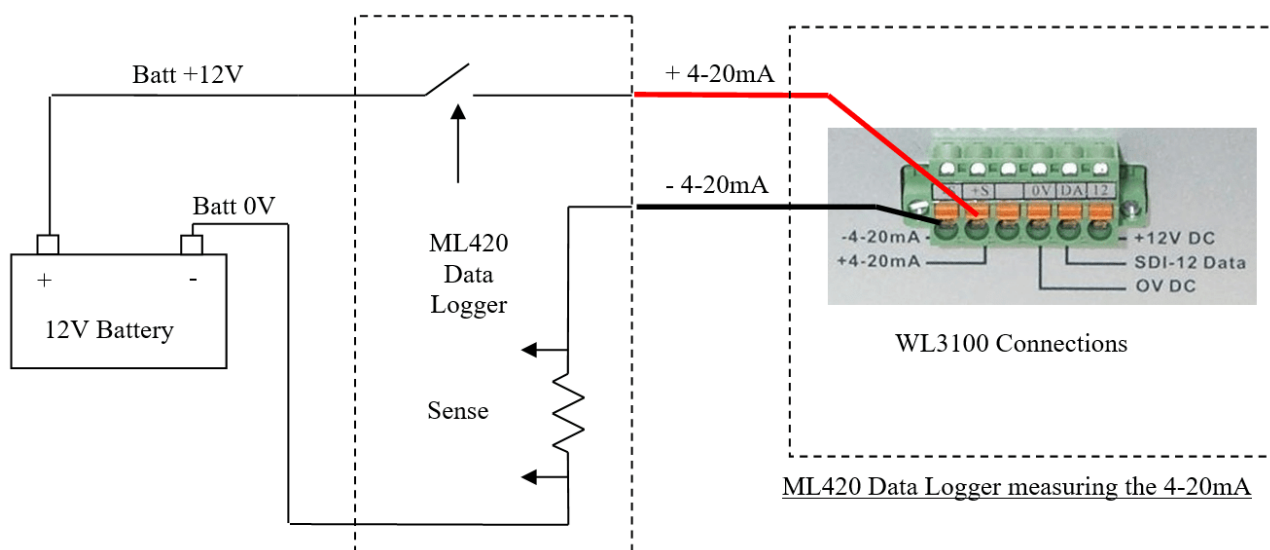 Batt +12V
+ 4-20mA
- 4-20mA
Batt 0V
ML420
Data
Logger
+S
0V
DA
12
-4-20mA
+4-20mA
+12V DC
SDI-12 Data
OV DC
+
-
12V Battery
WL3100 Connections
Sense
ML420 Data Logger measuring the 4-20mA